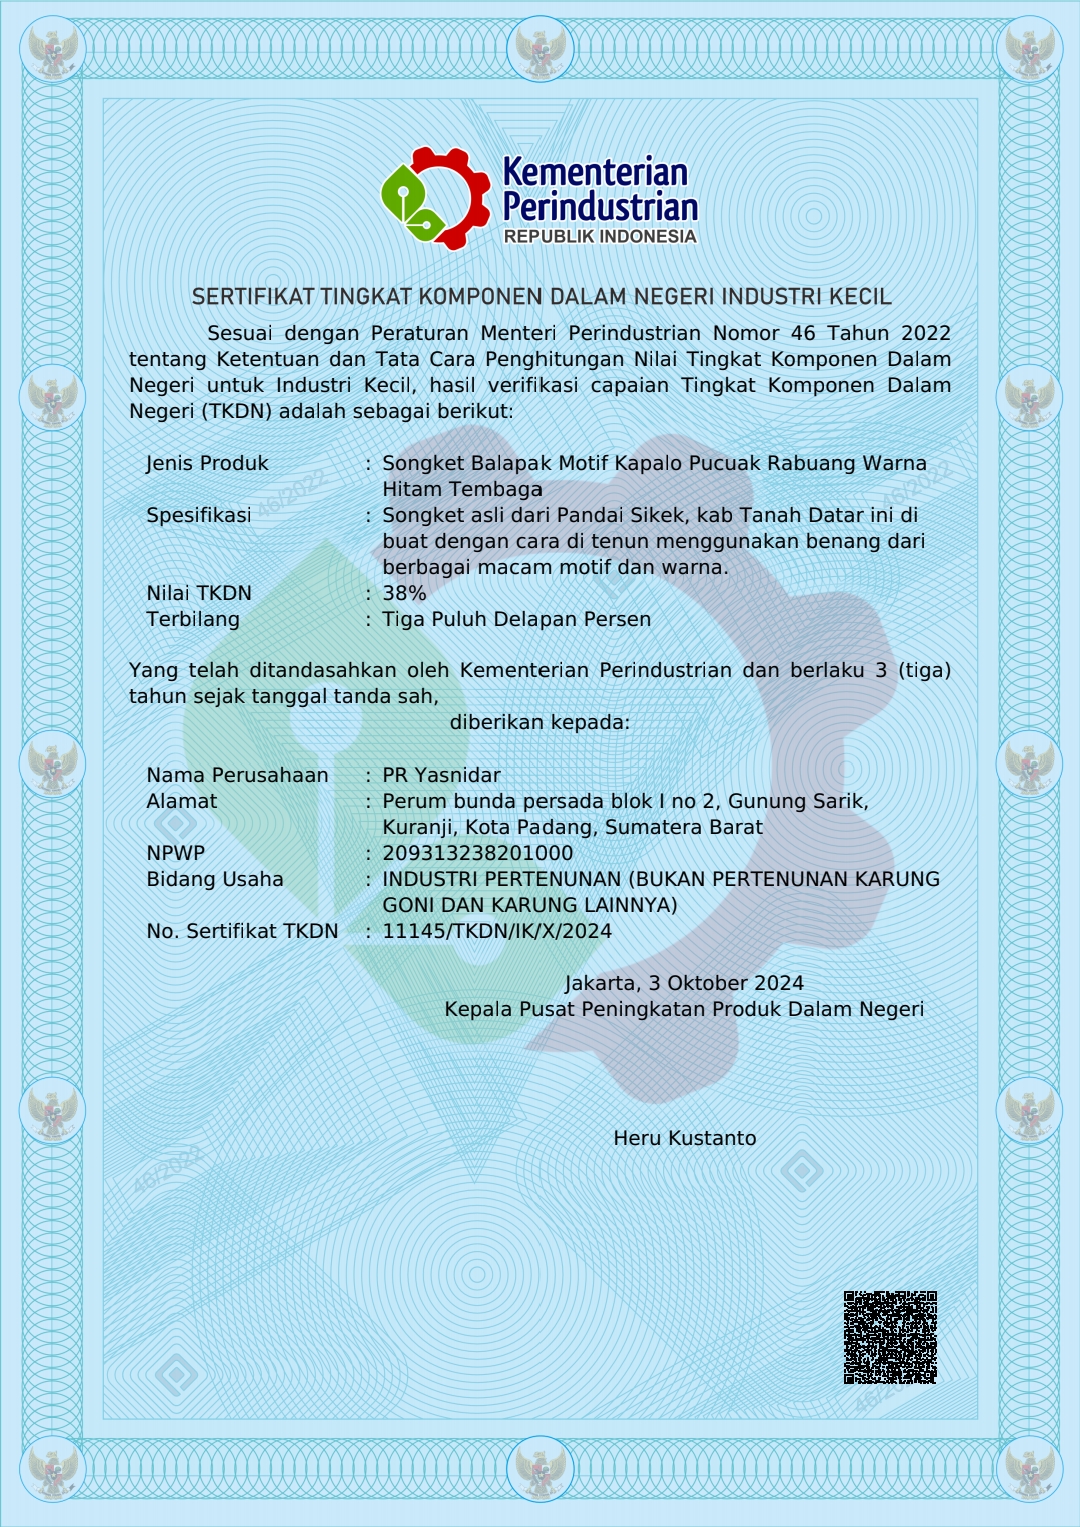 Kementerian
Perindustrian
REPUBLIK INDONESIA
SERTIFIKAT TINGKAT KOMPONEN DALAM NEGERI INDUSTRI KECIL
Sesuai dengan Peraturan Menteri Perindustrian Nomor 46 Tahun 2022
tentang Ketentuan dan Tata Cara Penghitungan Nilai Tingkat Komponen Dalam
Negeri untuk Industri Kecil, hasil verifikasi capaian Tingkat Komponen Dalam
Negeri (TKDN) adalah sebagai berikut:
Jenis Produk : Songket Balapak Motif Kapalo Pucuak Rabuang Warna
Hitam Tembaga
Spesifikasi : Songket asli dari Pandai Sikek, kab Tanah Datar ini di
buat dengan cara di tenun menggunakan benang dari
berbagai macam motif dan warna.
Nilai TKDN : 38%
Terbilang : Tiga Puluh Delapan Persen
Yang telah ditandasahkan oleh Kementerian Perindustrian dan berlaku 3 (tiga)
tahun sejak tanggal tanda sah,
diberikan kepada:
Nama Perusahaan : PR Yasnidar
Alamat : Perum bunda persada blok I no 2, Gunung Sarik,
Kuranji, Kota Padang, Sumatera Barat
NPWP : 209313238201000
Bidang Usaha : INDUSTRI PERTENUNAN (BUKAN PERTENUNAN KARUNG
GONI DAN KARUNG LAINNYA)
No. Sertifikat TKDN : 11145/TKDN/IK/X/2024
Jakarta, 3 Oktober 2024
Kepala Pusat Peningkatan Produk Dalam Negeri
Heru Kustanto
46/2022
46/2022
46/2022